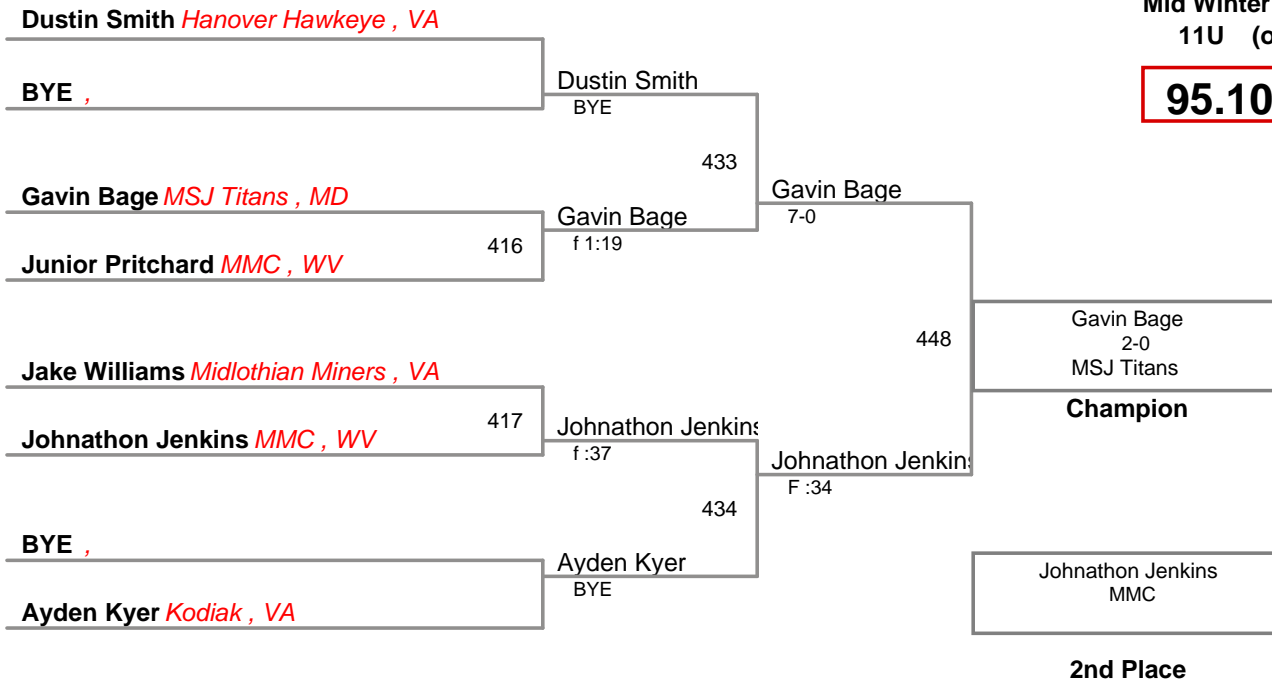 Dustin Smith Hanover Hawkeye , VA
Mid Winter
11U (o
95.10
BYE ,
Dustin Smith
BYE
433
Gavin Bage MSJ Titans , MD
Gavin Bage
7-0
Gavin Bage
f 1:19
416
Junior Pritchard MMC , WV
448
Gavin Bage
2-0
MSJ Titans
Champion
Jake Williams Midlothian Miners , VA
417
Johnathon Jenkins
f :37
Johnathon Jenkins MMC , WV
Johnathon Jenkins
F :34
434
BYE ,
Ayden Kyer
BYE
Ayden Kyer Kodiak , VA
Johnathon Jenkins
MMC
2nd Place